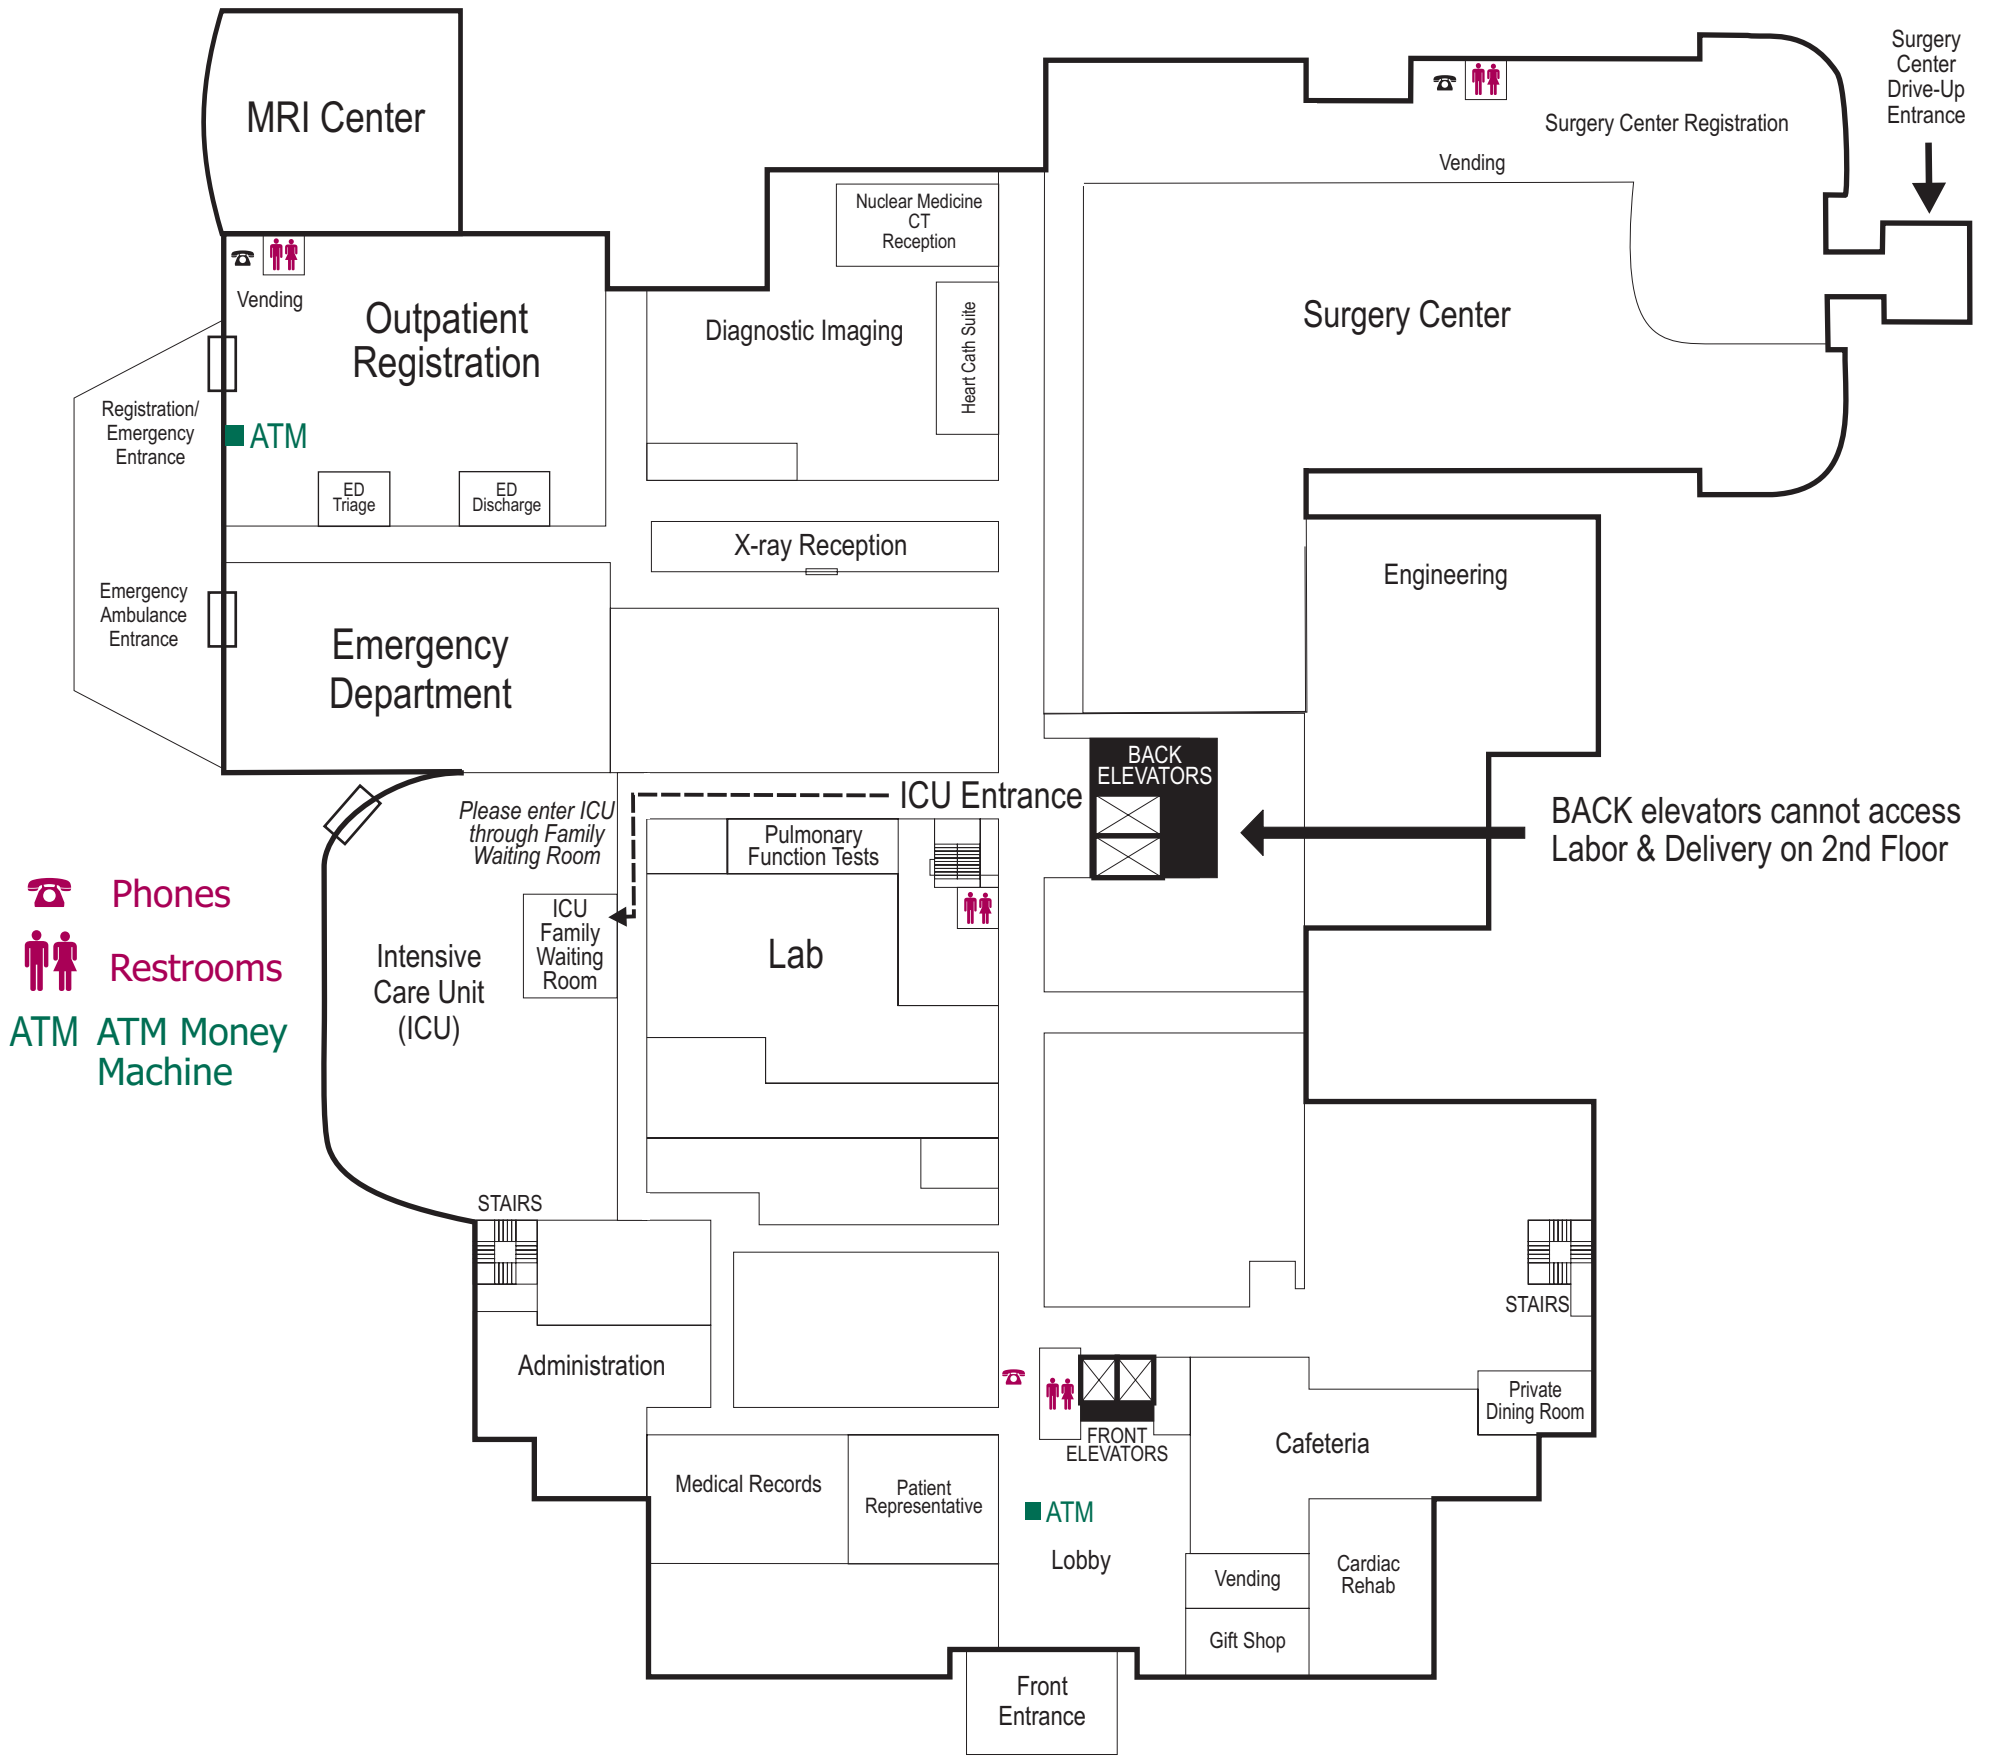 MRI Center
Surgery
Center
Drive-Up
Entrance
Surgery Center Registration
Vending
Nuclear Medicine
CT
Reception
Vending
Outpatient
Registration
Diagnostic Imaging
Heart Cath Suite
Surgery Center
Registration/
Emergency
Entrance
ATM
ED
Triage
ED
Discharge
X-ray Reception
Engineering
Emergency
Ambulance
Entrance
Emergency
Department
BACK
ELEVATORS
ICU Entrance
BACK elevators cannot access
Labor & Delivery on 2nd Floor
Please enter ICU
through Family
Waiting Room
Pulmonary
Function Tests
Phones
Restrooms
ATM ATM Money
Machine
ICU
Family
Waiting
Room
Intensive
Care Unit
(ICU)
Lab
STAIRS
STAIRS
Administration
Private
Dining Room
FRONT
ELEVATORS
Cafeteria
Medical Records
Patient
Representative
ATM
Lobby
Vending
Cardiac
Rehab
Gift Shop
Front
Entrance